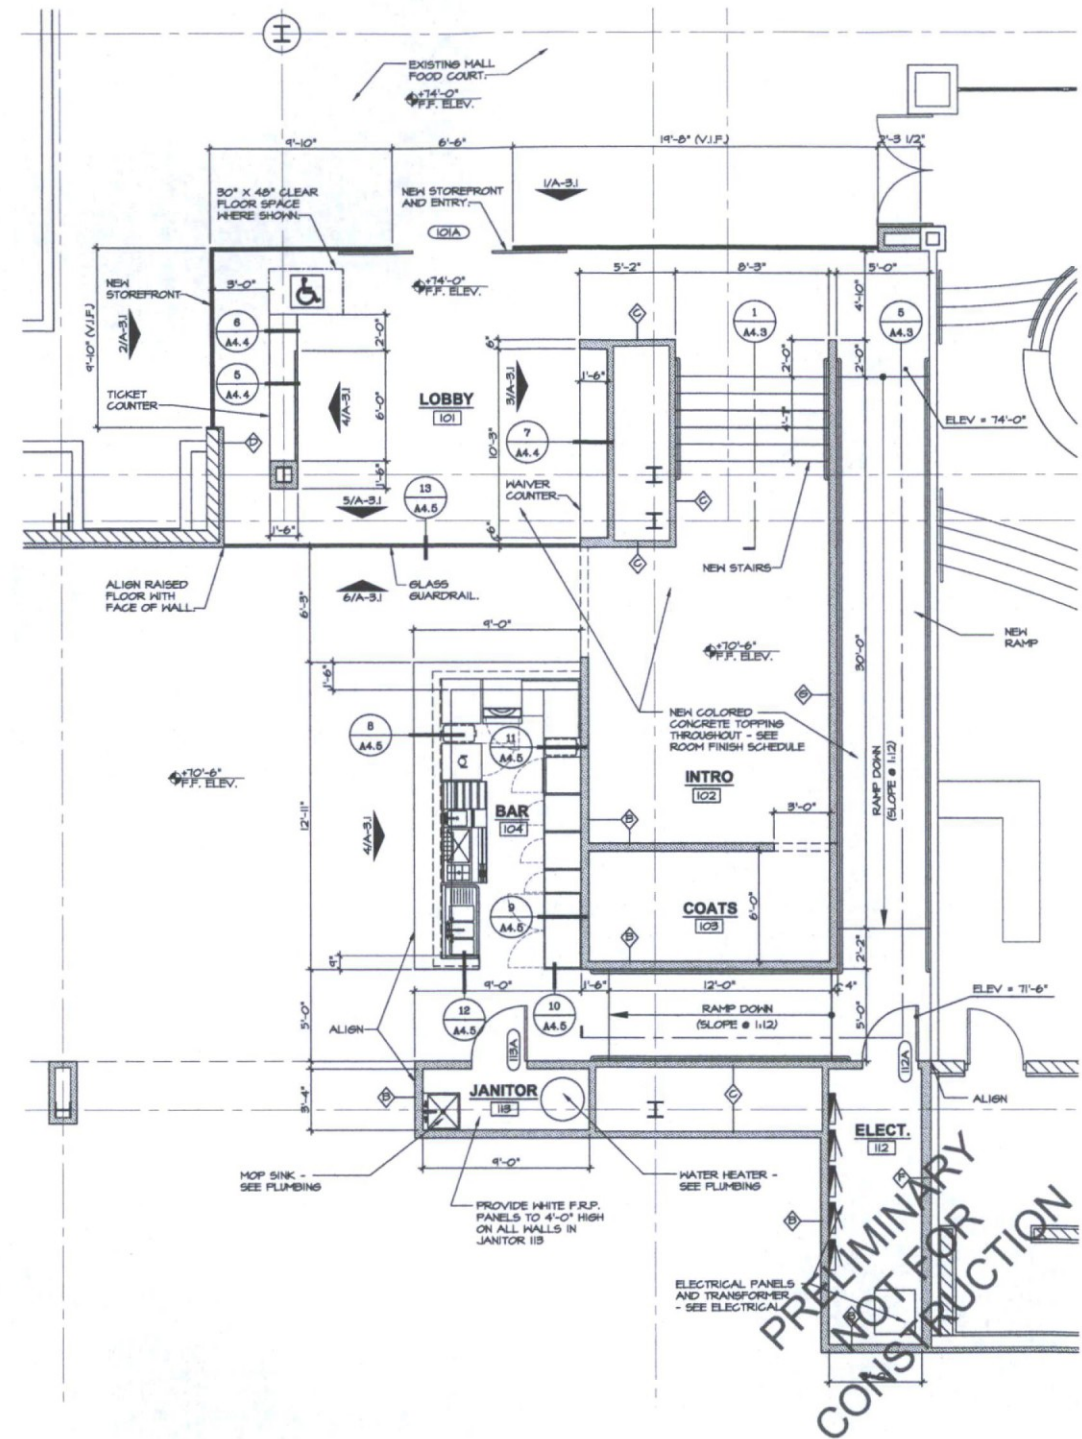 EXISTING MALL
FOOD COURT.
+74'-0"
F.F. ELEV.
9'-10"
6'-6"
19'-8" (V.I.F.)
2'-3 1/2"
30" X 48" CLEAR
FLOOR SPACE
WHERE SHOWN.
NEW STOREFRONT
AND ENTRY.
1/A-3.1
101A
+74'-0"
F.F. ELEV.
5'-2"
8'-3"
5'-0"
4'-10"
NEW
STOREFRONT
3'-0"
9'-10" (V.I.F.)
2/A-3.1
6
A4.4
2'-0"
C
1
A4.3
5
A4.3
6"
2'-0"
2'-0"
5
A4.4
TICKET
COUNTER
4/A-3.1
6'-0"
LOBBY
101
3/A-3.1
1'-6"
4'-7"
ELEV = 74'-0"
D
7
A4.4
10'-3"
1'-6"
13
A4.5
WAIVER
COUNTER
C
5/A-3.1
1'-6"
6"
C
NEW STAIRS
ALIGN RAISED
FLOOR WITH
FACE OF WALL.
6/A-3.1
GLASS
GUARDRAIL.
6'-3"
9'-0"
NEW
RAMP
+70'-6"
F.F. ELEV.
30'-0"
1'-6"
8
A4.5
11
A4.5
NEW COLORED
CONCRETE TOPPING
THROUGHOUT - SEE
ROOM FINISH SCHEDULE
+70'-6"
F.F. ELEV.
INTRO
102
RAMP DOWN
(SLOPE @ 1:12)
12'-11"
4/A-3.1
BAR
104
3'-0"
B
9
A4.5
COATS
103
6'-0"
B
2'-2"
9"
9'-0"
1'-6"
12'-0"
4"
ELEV = 71'-6"
5'-0"
12
A4.5
10
A4.5
RAMP DOWN
(SLOPE @ 1:12)
5'-0"
ALIGN
113A
112A
3'-4"
B
JANITOR
113
C
ALIGN
ELECT.
112
MOP SINK -
SEE PLUMBING
9'-0"
WATER HEATER -
SEE PLUMBING
A
PROVIDE WHITE F.R.P.
PANELS TO 4'-0" HIGH
ON ALL WALLS IN
JANITOR 113
B
ELECTRICAL PANELS
AND TRANSFORMER
- SEE ELECTRICAL
B
PRELIMINARY
NOT FOR
CONSTRUCTION